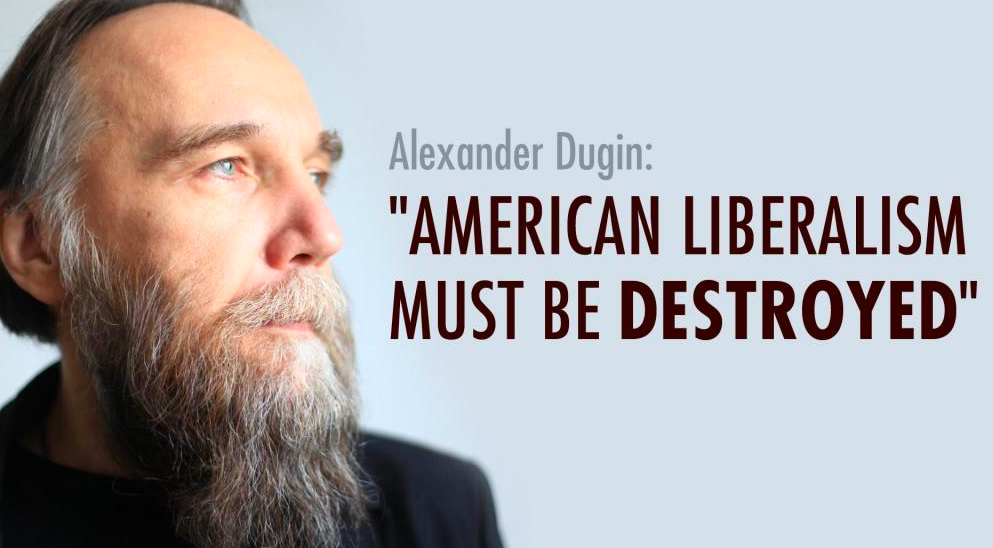 Alexander Dugin:
"AMERICAN LIBERALISM
MUST BE DESTROYED"